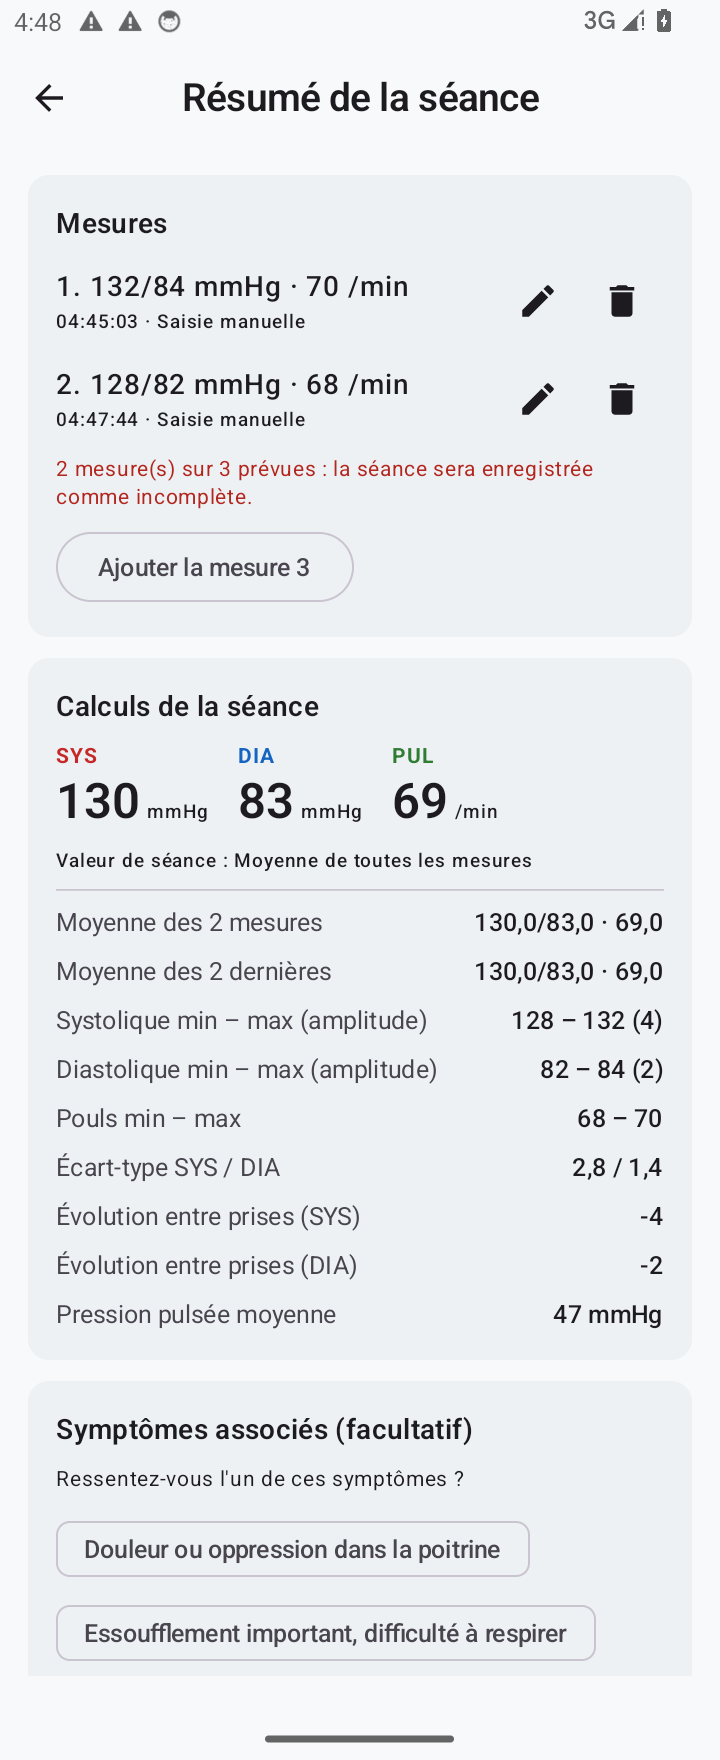 4:48
3G
Résumé de la séance
Mesures
1. 132/84 mmHg · 70 /min
04:45:03 · Saisie manuelle
2. 128/82 mmHg · 68 /min
04:47:44 · Saisie manuelle
2 mesure(s) sur 3 prévues : la séance sera enregistrée
comme incomplète.
Ajouter la mesure 3
Calculs de la séance
SYS DIA PUL
130 mmHg 83 mmHg 69 /min
Valeur de séance : Moyenne de toutes les mesures
Moyenne des 2 mesures 130,0/83,0 · 69,0
Moyenne des 2 dernières 130,0/83,0 · 69,0
Systolique min – max (amplitude) 128 – 132 (4)
Diastolique min – max (amplitude) 82 – 84 (2)
Pouls min – max 68 – 70
Écart-type SYS / DIA 2,8 / 1,4
Évolution entre prises (SYS) -4
Évolution entre prises (DIA) -2
Pression pulsée moyenne 47 mmHg
Symptômes associés (facultatif)
Ressentez-vous l'un de ces symptômes ?
Douleur ou oppression dans la poitrine
Essoufflement important, difficulté à respirer